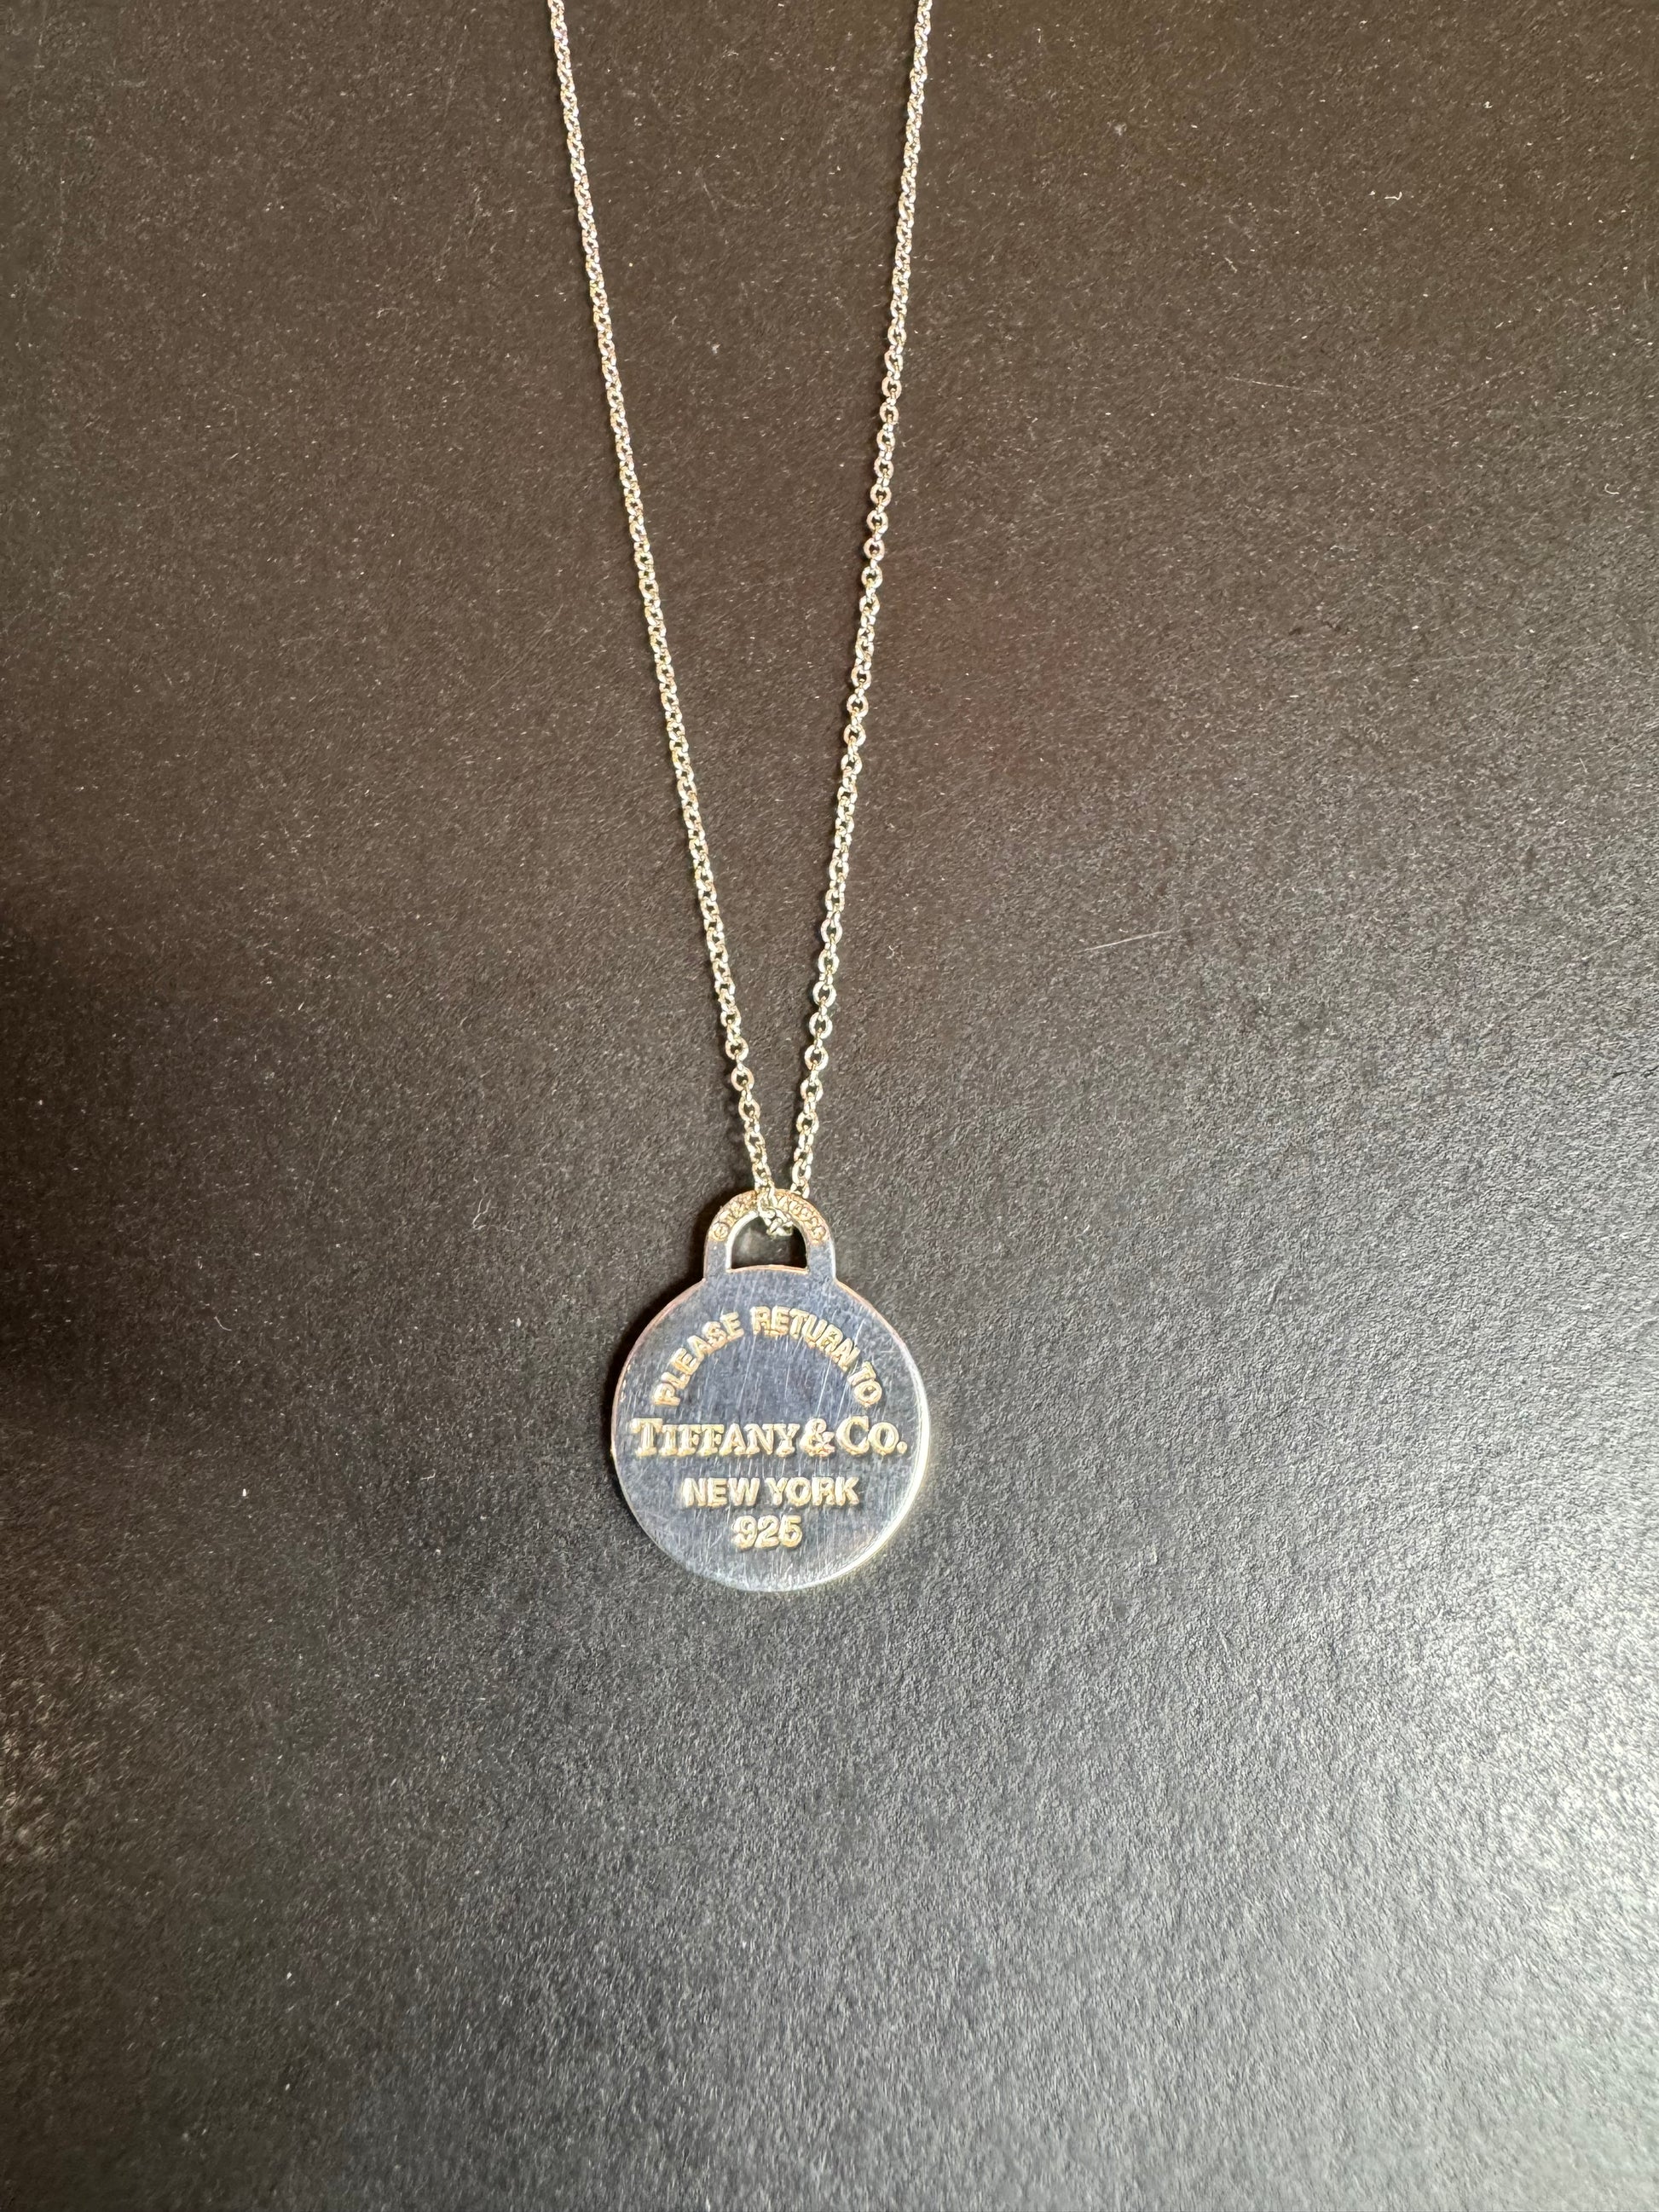 PLEASE RETURN TO
TIFFANY & CO.
NEW YORK
925